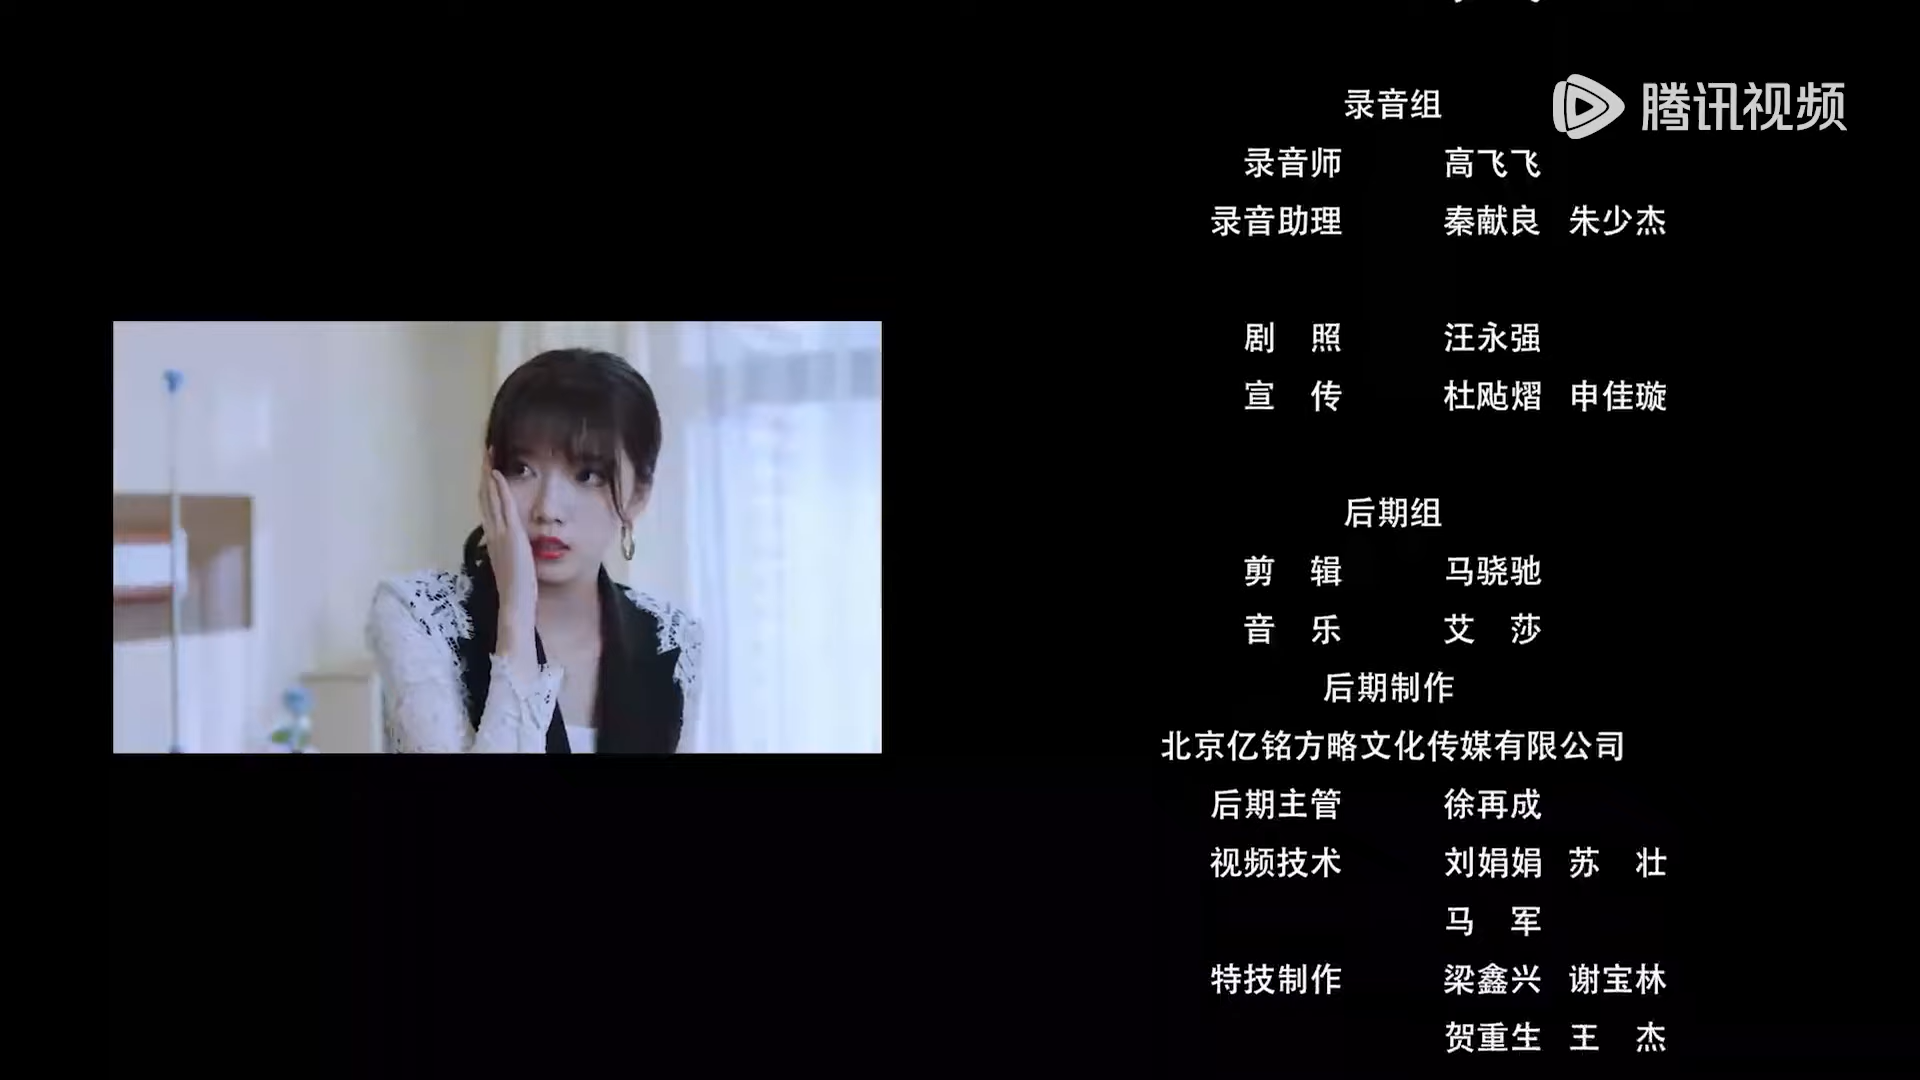 录音组
腾讯视频
录音师 高飞飞
录音助理 秦献良 朱少杰
剧 照 汪永强
宣 传 杜飐熠 申佳璇
后期组
剪 辑 马骁驰
音 乐 艾 莎
后期制作
北京亿铭方略文化传媒有限公司
后期主管 徐再成
视频技术 刘娟娟 苏 壮
马 军
特技制作 梁鑫兴 谢宝林
贺重生 王 杰